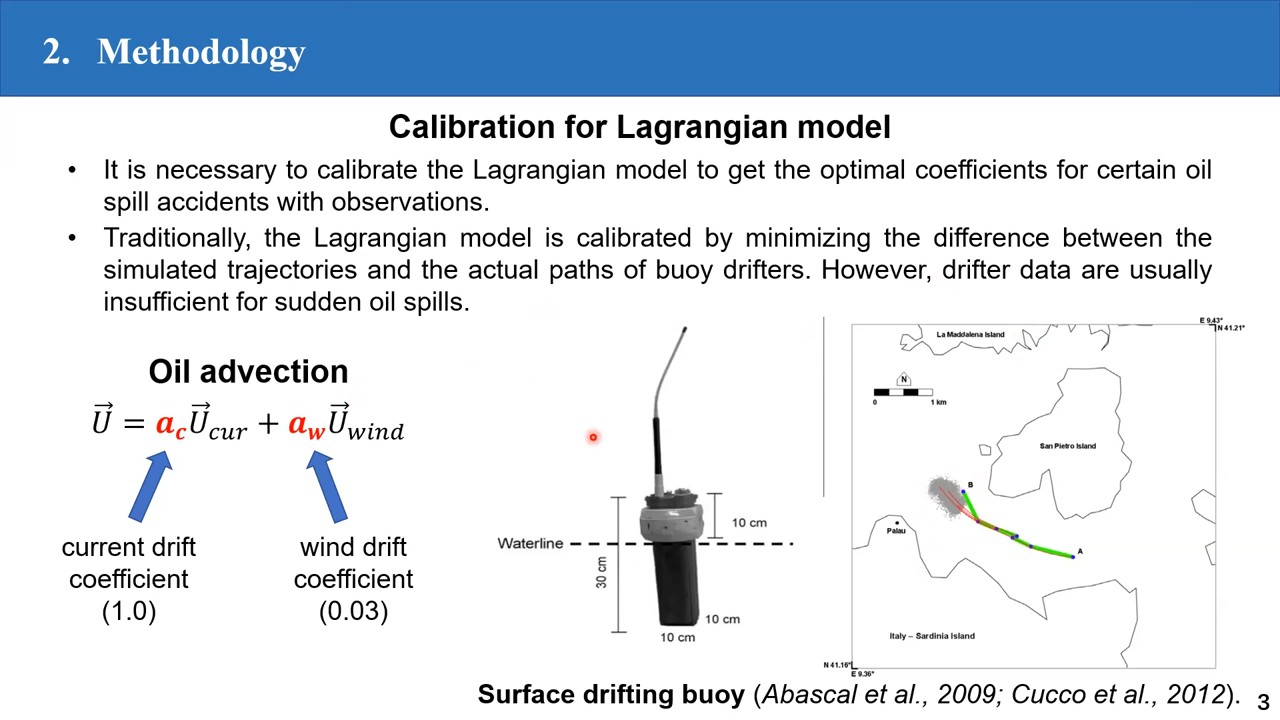 2. Methodology
Calibration for Lagrangian model
• It is necessary to calibrate the Lagrangian model to get the optimal coefficients for certain oil
spill accidents with observations.
• Traditionally, the Lagrangian model is calibrated by minimizing the difference between the
simulated trajectories and the actual paths of buoy drifters. However, drifter data are usually
insufficient for sudden oil spills.
Oil advection
$\vec{U} = a_c \vec{U}_{cur} + a_w \vec{U}_{wind}$
current drift
coefficient
(1.0)
wind drift
coefficient
(0.03)
10 cm
Waterline
30 cm
10 cm
10 cm
E 9.43°
N 41.21°
La Maddalena Island
N
0 1 km
San Pietro Island
B
Palau
A
Italy – Sardinia Island
N 41.16°
E 9.36°
Surface drifting buoy (Abascal et al., 2009; Cucco et al., 2012).
3